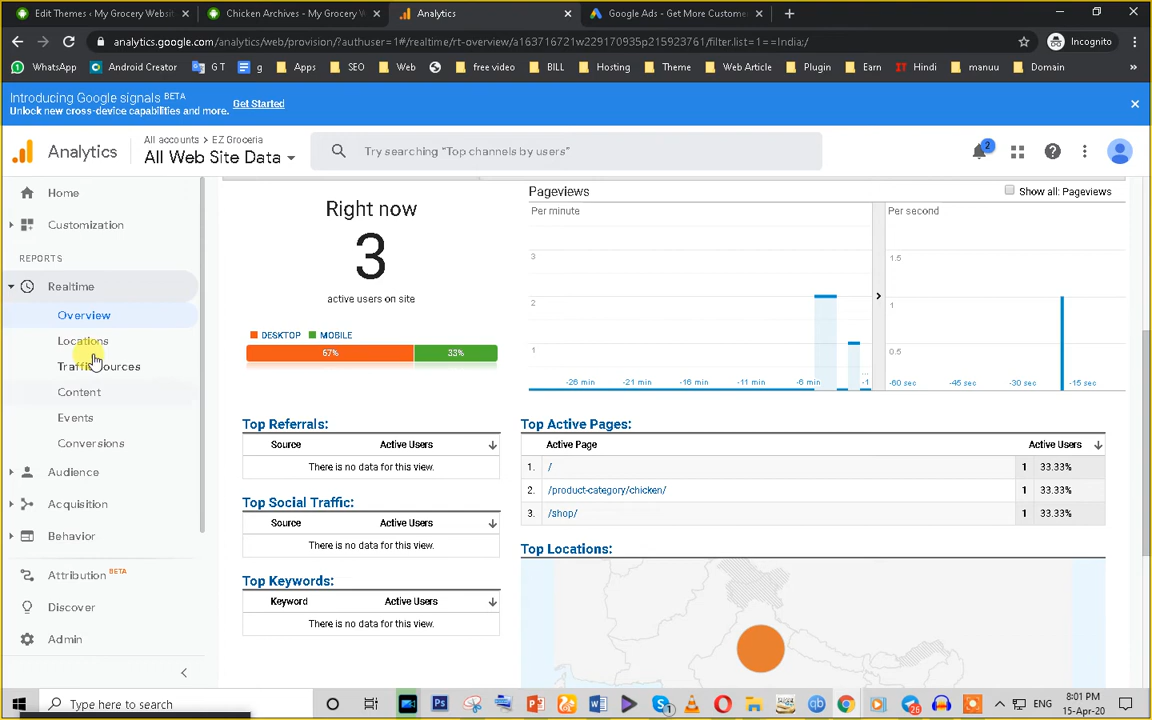 Edit Themes ‹ My Grocery Websit
Chicken Archives - My Grocery W
Analytics
Google Ads - Get More Custome
analytics.google.com/analytics/web/provision/?authuser=1#/realtime/rt-overview/a163716721w229170935p215923761/filter.list=1==India;/
Incognito
WhatsApp
Android Creator
G T
g
Apps
SEO
Web
free video
BILL
Hosting
Theme
Web Article
Plugin
Earn
IT Hindi
manuu
Domain
»
Introducing Google signals BETA
Unlock new cross-device capabilities and more.
Get Started
Analytics
All accounts > EZ Groceria
All Web Site Data
Try searching "Top channels by users"
2
Home
Customization
REPORTS
Realtime
Overview
Locations
Traffic Sources
Content
Events
Conversions
Audience
Acquisition
Behavior
Attribution BETA
Discover
Admin
Right now
3
active users on site
DESKTOP MOBILE
67% 33%
Pageviews
Show all: Pageviews
Per minute
Per second
3
2
1
1.5
1
0.5
-26 min -21 min -16 min -11 min -6 min -1
-60 sec -45 sec -30 sec -15 sec
Top Referrals:
Source Active Users
There is no data for this view.
Top Social Traffic:
Source Active Users
There is no data for this view.
Top Keywords:
Keyword Active Users
There is no data for this view.
Top Active Pages:
Active Page Active Users
1. / 1 33.33%
2. /product-category/chicken/ 1 33.33%
3. /shop/ 1 33.33%
Top Locations:
Type here to search
26
ENG
8:01 PM
15-Apr-20